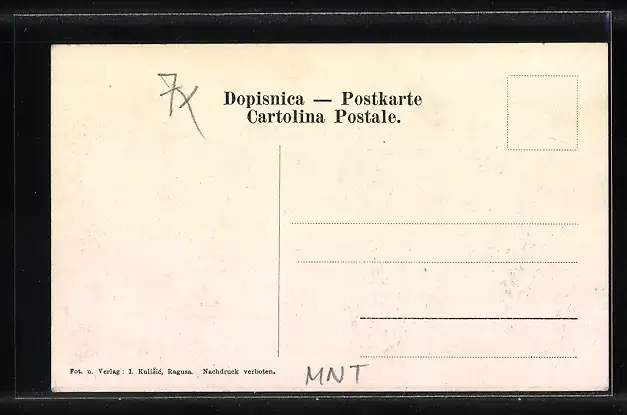 7x
Dopisnica — Postkarte
Cartolina Postale.
Fot. u. Verlag: I. Kulišić, Ragusa. Nachdruck verboten.
MNT